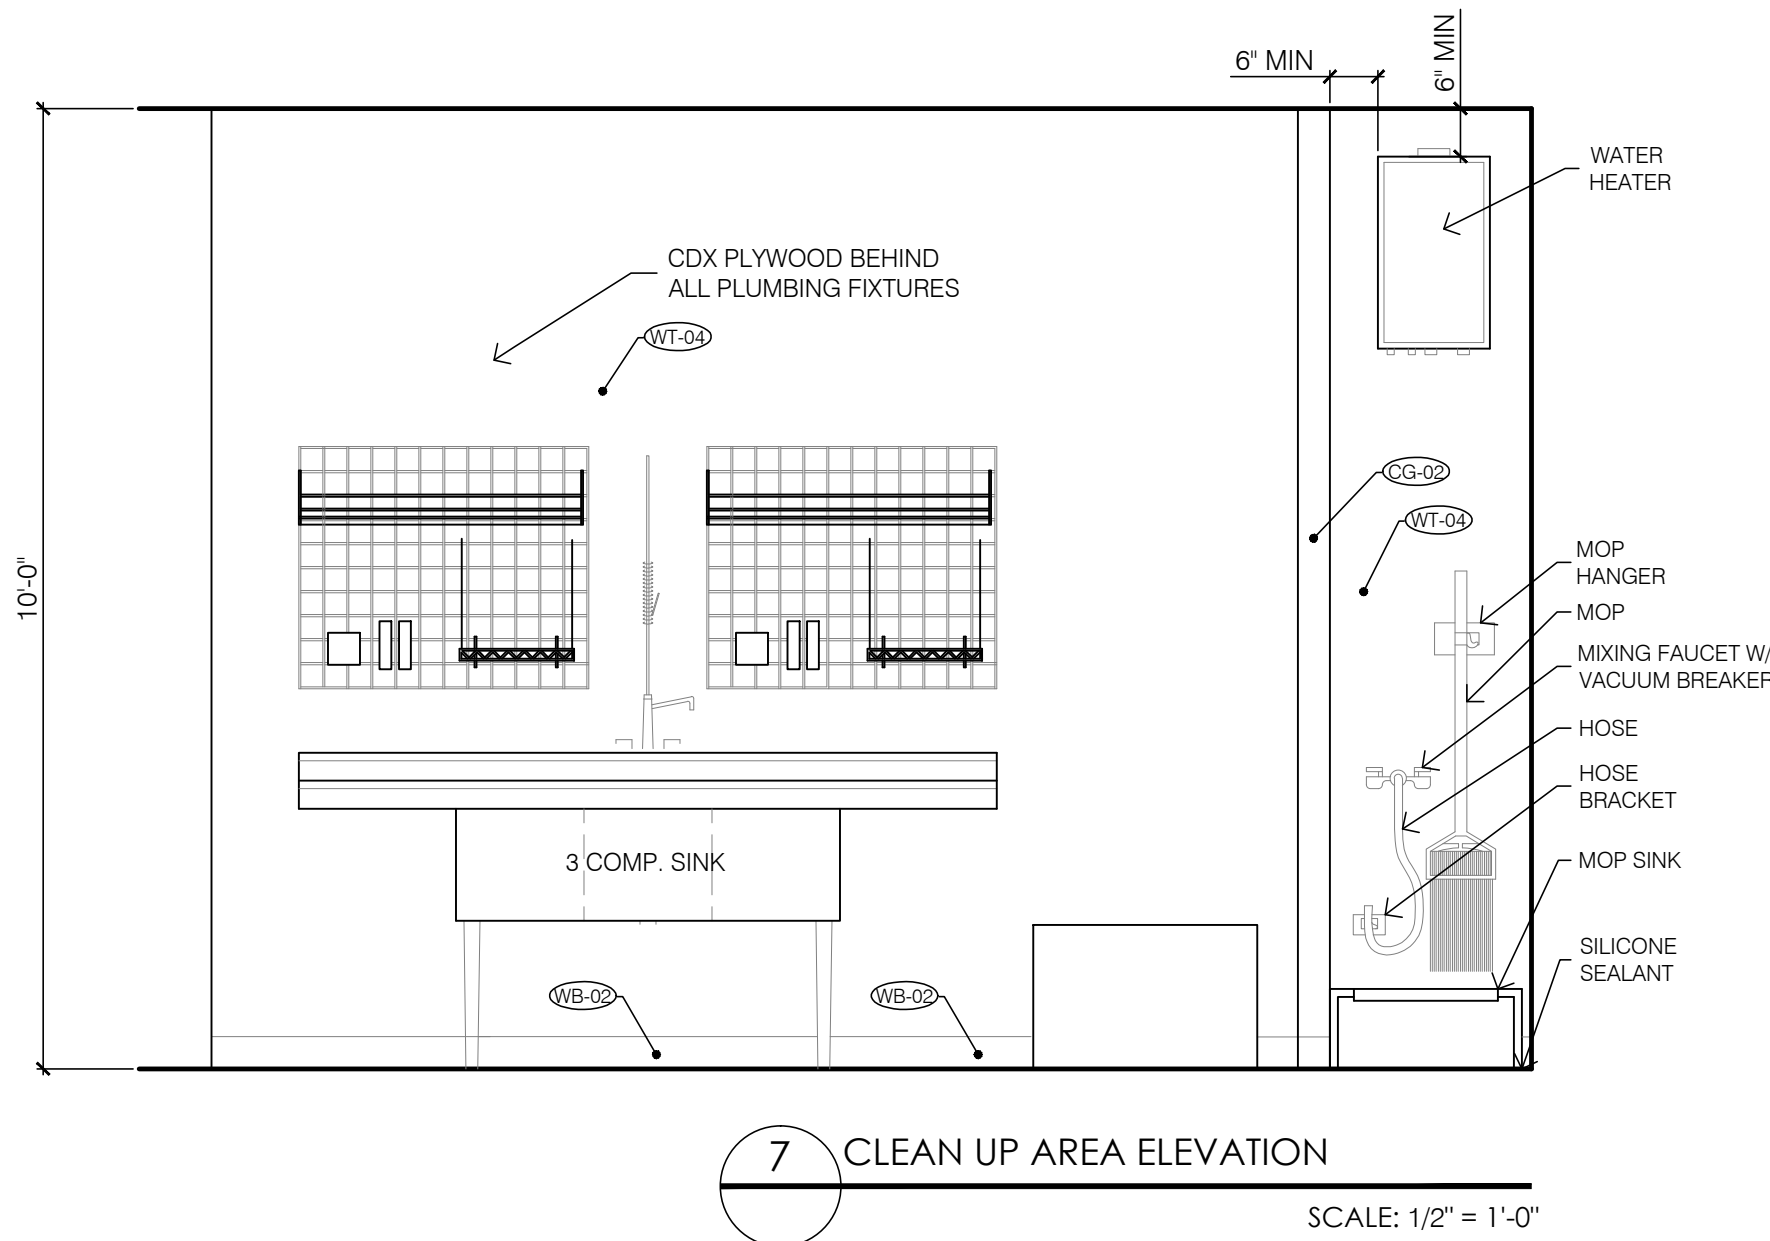 6" MIN
6" MIN
WATER
HEATER
CDX PLYWOOD BEHIND
ALL PLUMBING FIXTURES
WT-04
CG-02
WT-04
10'-0"
MOP
HANGER
MOP
MIXING FAUCET W/
VACUUM BREAKER
HOSE
HOSE
BRACKET
3 COMP. SINK
MOP SINK
SILICONE
SEALANT
WB-02
WB-02
7 CLEAN UP AREA ELEVATION
SCALE: 1/2" = 1'-0"